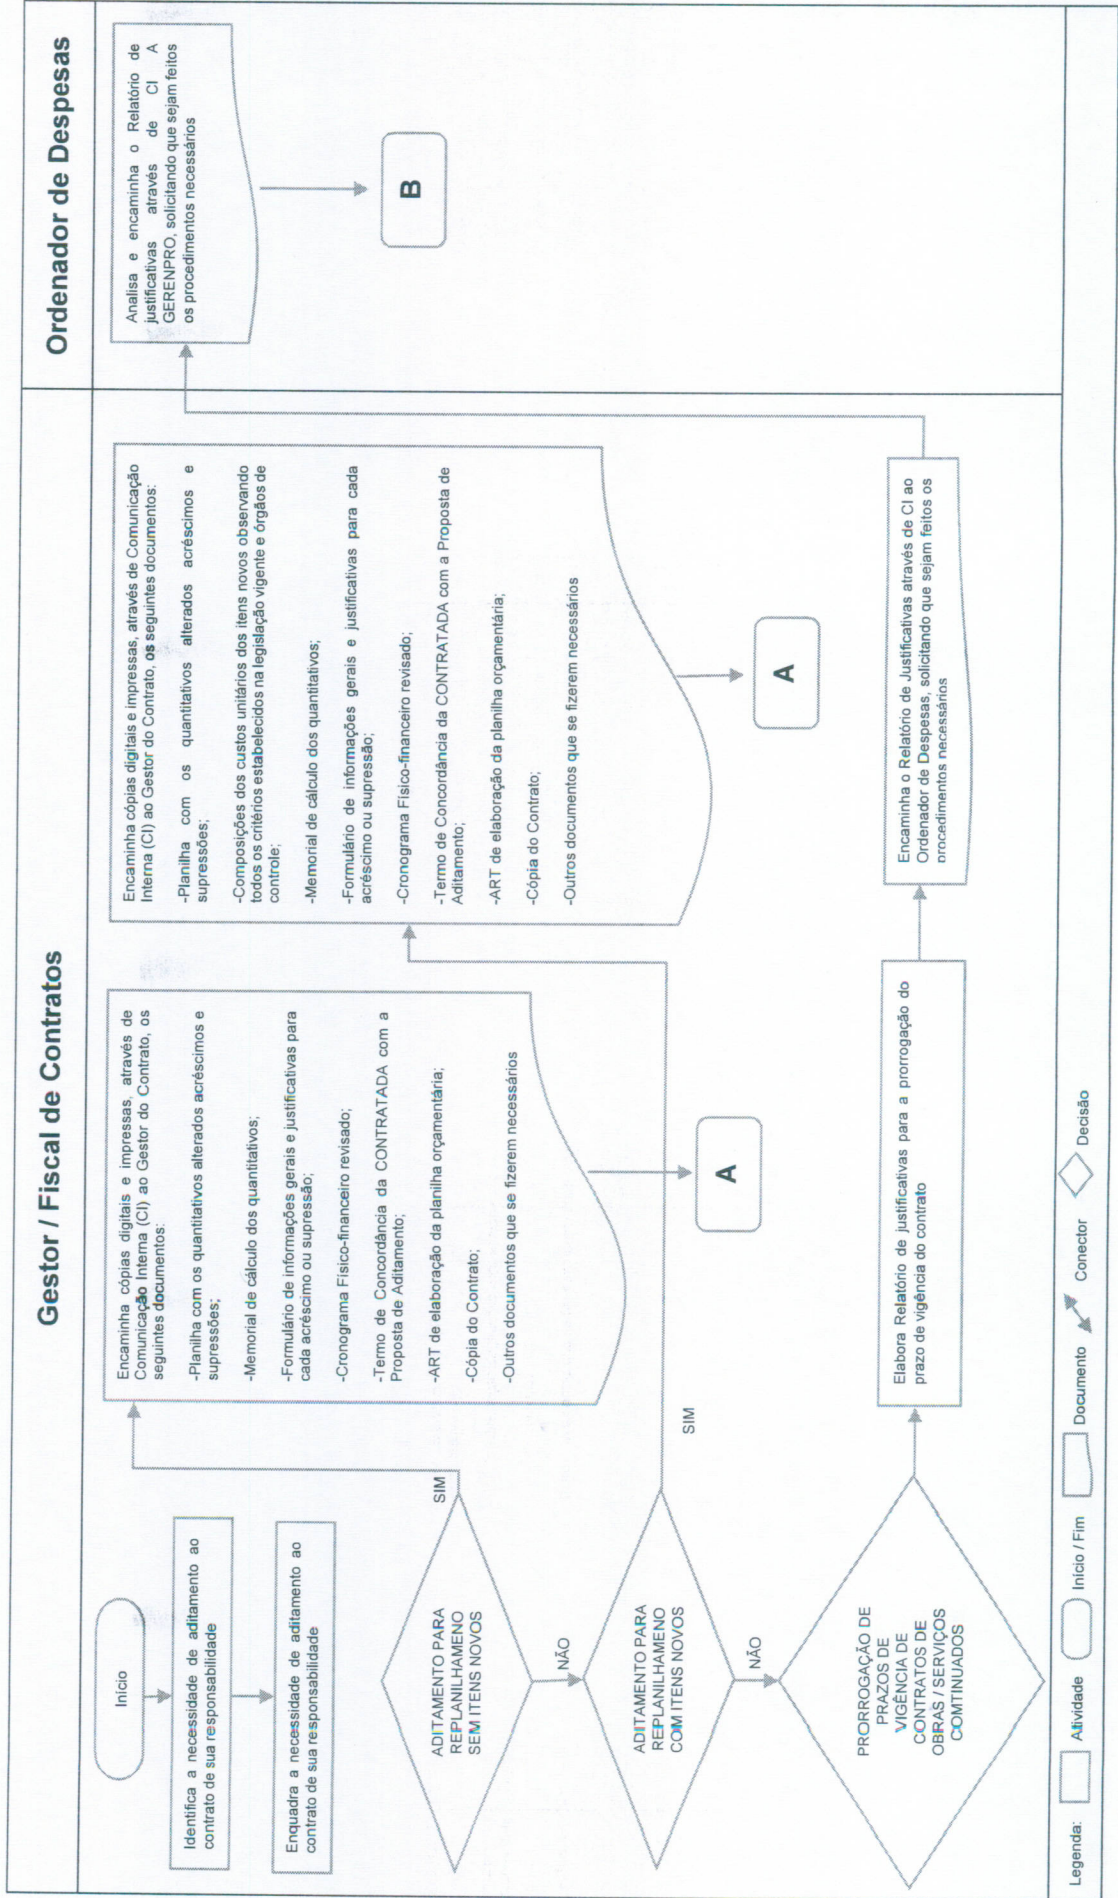 Gestor / Fiscal de Contratos
Ordenador de Despesas
Início
Identifica a necessidade de aditamento ao
contrato de sua responsabilidade
Enquadra a necessidade de aditamento ao
contrato de sua responsabilidade
ADITAMENTO PARA
REPLANILHAMENO
SEM ITENS NOVOS
SIM
NÃO
Encaminha cópias digitais e impressas, através de
Comunicação Interna (CI) ao Gestor do Contrato, os
seguintes documentos:
-Planilha com os quantitativos alterados acréscimos e
supressões;
-Memorial de cálculo dos quantitativos;
-Formulário de informações gerais e justificativas para
cada acréscimo ou supressão;
-Cronograma Físico-financeiro revisado;
-Termo de Concordância da CONTRATADA com a
Proposta de Aditamento;
-ART de elaboração da planilha orçamentária;
-Cópia do Contrato;
-Outros documentos que se fizerem necessários
A
ADITAMENTO PARA
REPLANILHAMENO
COM ITENS NOVOS
SIM
NÃO
Encaminha cópias digitais e impressas, através de Comunicação
Interna (CI) ao Gestor do Contrato, os seguintes documentos:
-Planilha com os quantitativos alterados acréscimos e
supressões;
-Composições dos custos unitários dos itens novos observando
todos os critérios estabelecidos na legislação vigente e órgãos de
controle;
-Memorial de cálculo dos quantitativos;
-Formulário de informações gerais e justificativas para cada
acréscimo ou supressão;
-Cronograma Físico-financeiro revisado;
-Termo de Concordância da CONTRATADA com a Proposta de
Aditamento;
-ART de elaboração da planilha orçamentária;
-Cópia do Contrato;
-Outros documentos que se fizerem necessários
A
PRORROGAÇÃO DE
PRAZOS DE
VIGÊNCIA DE
CONTRATOS DE
OBRAS / SERVIÇOS
COMTINUADOS
Elabora Relatório de justificativas para a prorrogação do
prazo de vigência do contrato
Encaminha o Relatório de Justificativas através de CI ao
Ordenador de Despesas, solicitando que sejam feitos os
procedimentos necessários
Analisa e encaminha o Relatório de
justificativas através de CI A
GERENPRO, solicitando que sejam feitos
os procedimentos necessários
B
Legenda:
Atividade
Início / Fim
Documento
Conector
Decisão